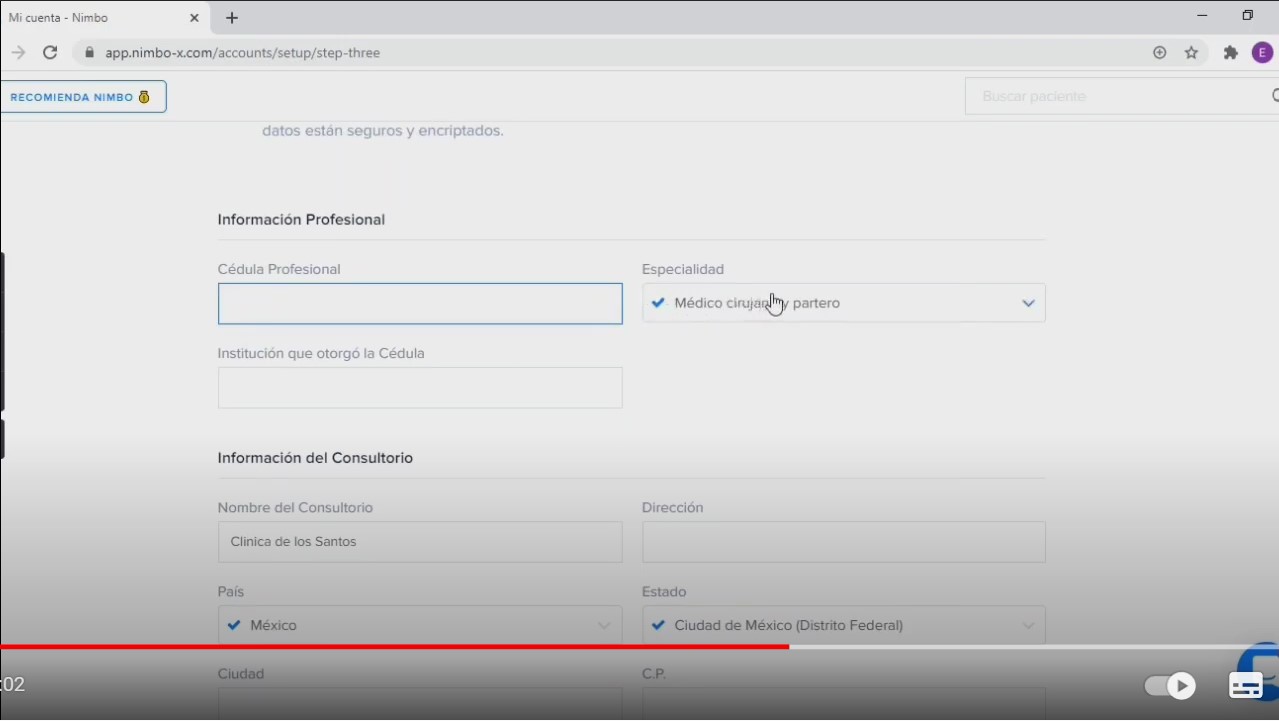 Mi cuenta - Nimbo
app.nimbo-x.com/accounts/setup/step-three
E
RECOMIENDA NIMBO
Buscar paciente
datos están seguros y encriptados.
Información Profesional
Cédula Profesional
Especialidad
Médico cirujano y partero
Institución que otorgó la Cédula
Información del Consultorio
Nombre del Consultorio
Dirección
Clinica de los Santos
País
Estado
México
Ciudad de México (Distrito Federal)
Ciudad
C.P.
:02